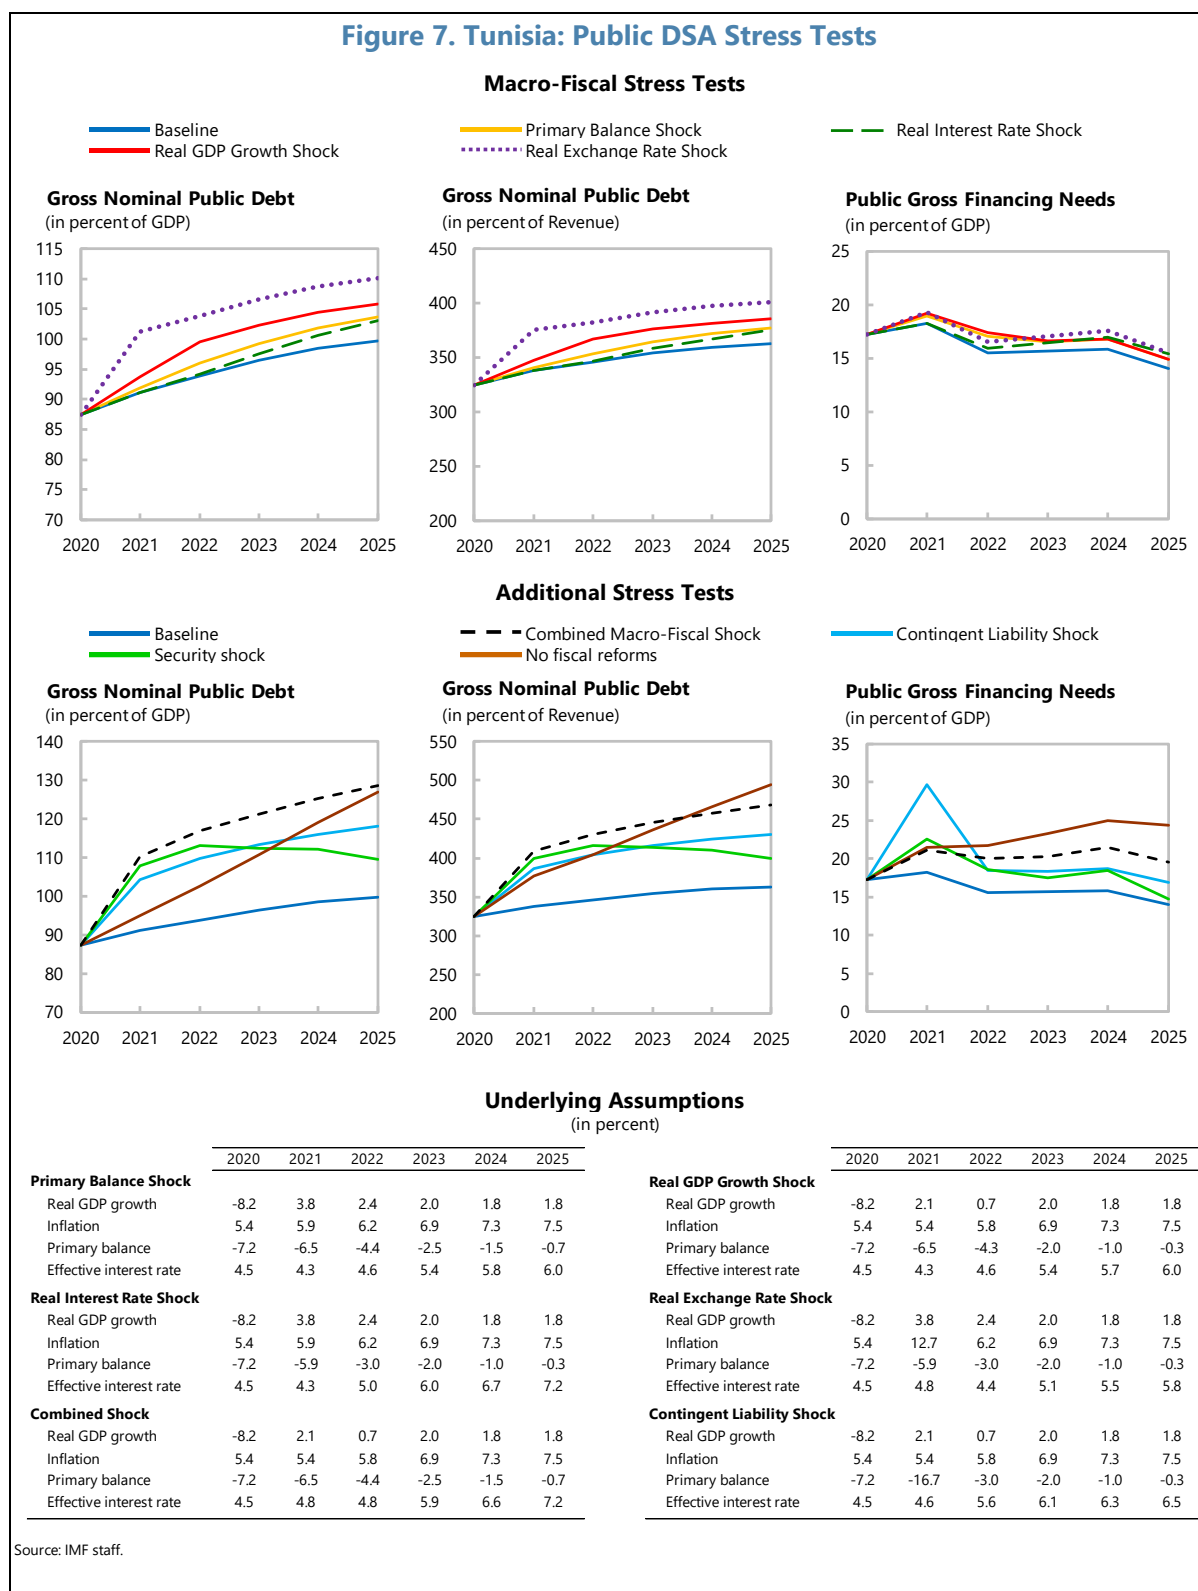 Figure 7. Tunisia: Public DSA Stress Tests
Macro-Fiscal Stress Tests
Baseline Primary Balance Shock Real Interest Rate Shock
Real GDP Growth Shock Real Exchange Rate Shock
Gross Nominal Public Debt
(in percent of GDP)
115
110
105
100
95
90
85
80
75
70
2020 2021 2022 2023 2024 2025
Gross Nominal Public Debt
(in percent of Revenue)
450
400
350
300
250
200
2020 2021 2022 2023 2024 2025
Public Gross Financing Needs
(in percent of GDP)
25
20
15
10
5
0
2020 2021 2022 2023 2024 2025
Additional Stress Tests
Baseline Combined Macro-Fiscal Shock Contingent Liability Shock
Security shock No fiscal reforms
Gross Nominal Public Debt
(in percent of GDP)
140
130
120
110
100
90
80
70
2020 2021 2022 2023 2024 2025
Gross Nominal Public Debt
(in percent of Revenue)
550
500
450
400
350
300
250
200
2020 2021 2022 2023 2024 2025
Public Gross Financing Needs
(in percent of GDP)
35
30
25
20
15
10
5
0
2020 2021 2022 2023 2024 2025
Underlying Assumptions
(in percent)
2020 2021 2022 2023 2024 2025
Primary Balance Shock
Real GDP growth -8.2 3.8 2.4 2.0 1.8 1.8
Inflation 5.4 5.9 6.2 6.9 7.3 7.5
Primary balance -7.2 -6.5 -4.4 -2.5 -1.5 -0.7
Effective interest rate 4.5 4.3 4.6 5.4 5.8 6.0
Real Interest Rate Shock
Real GDP growth -8.2 3.8 2.4 2.0 1.8 1.8
Inflation 5.4 5.9 6.2 6.9 7.3 7.5
Primary balance -7.2 -5.9 -3.0 -2.0 -1.0 -0.3
Effective interest rate 4.5 4.3 5.0 6.0 6.7 7.2
Combined Shock
Real GDP growth -8.2 2.1 0.7 2.0 1.8 1.8
Inflation 5.4 5.4 5.8 6.9 7.3 7.5
Primary balance -7.2 -6.5 -4.4 -2.5 -1.5 -0.7
Effective interest rate 4.5 4.8 4.8 5.9 6.6 7.2
2020 2021 2022 2023 2024 2025
Real GDP Growth Shock
Real GDP growth -8.2 2.1 0.7 2.0 1.8 1.8
Inflation 5.4 5.4 5.8 6.9 7.3 7.5
Primary balance -7.2 -6.5 -4.3 -2.0 -1.0 -0.3
Effective interest rate 4.5 4.3 4.6 5.4 5.7 6.0
Real Exchange Rate Shock
Real GDP growth -8.2 3.8 2.4 2.0 1.8 1.8
Inflation 5.4 12.7 6.2 6.9 7.3 7.5
Primary balance -7.2 -5.9 -3.0 -2.0 -1.0 -0.3
Effective interest rate 4.5 4.8 4.4 5.1 5.5 5.8
Contingent Liability Shock
Real GDP growth -8.2 2.1 0.7 2.0 1.8 1.8
Inflation 5.4 5.4 5.8 6.9 7.3 7.5
Primary balance -7.2 -16.7 -3.0 -2.0 -1.0 -0.3
Effective interest rate 4.5 4.6 5.6 6.1 6.3 6.5
Source: IMF staff.